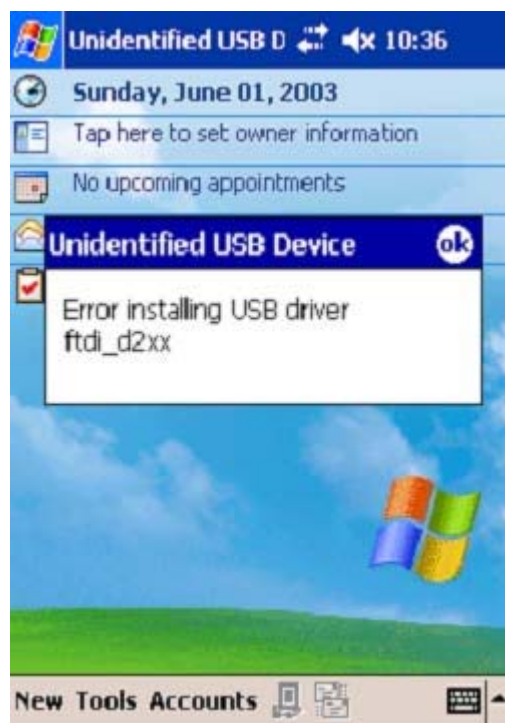 Unidentified USB D 10:36
Sunday, June 01, 2003
Tap here to set owner information
No upcoming appointments
Unidentified USB Device ok
Error installing USB driver
ftdi_d2xx
New Tools Accounts